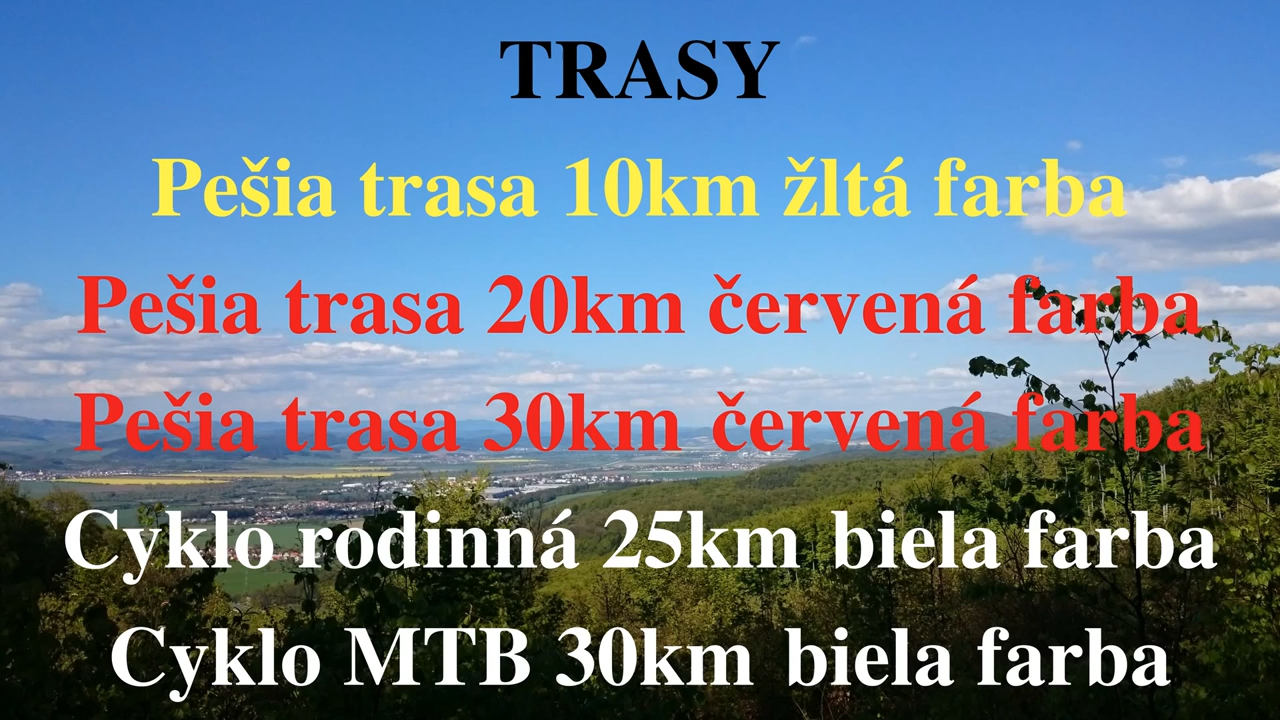 TRASY
Pešia trasa 10km žltá farba
Pešia trasa 20km červená farba
Pešia trasa 30km červená farba
Cyklo rodinná 25km biela farba
Cyklo MTB 30km biela farba